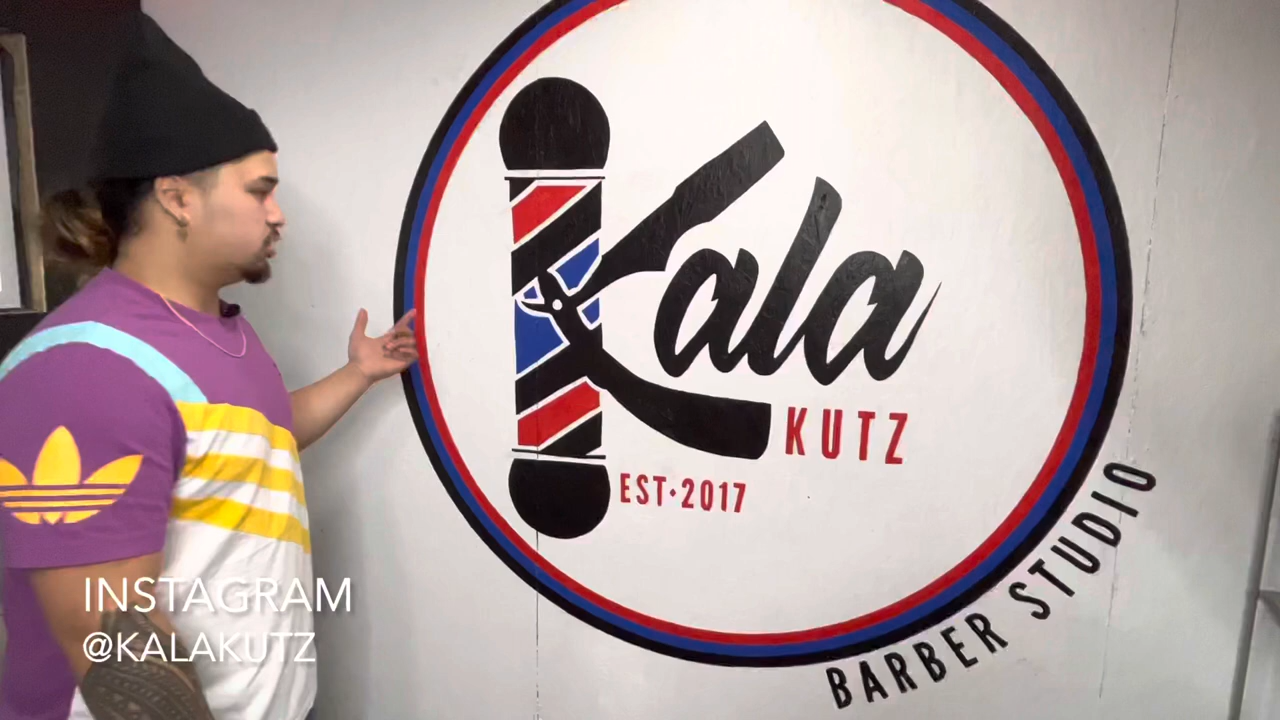 Kala
KUTZ
EST•2017
BARBER STUDIO
INSTAGRAM
@KALAKUTZ